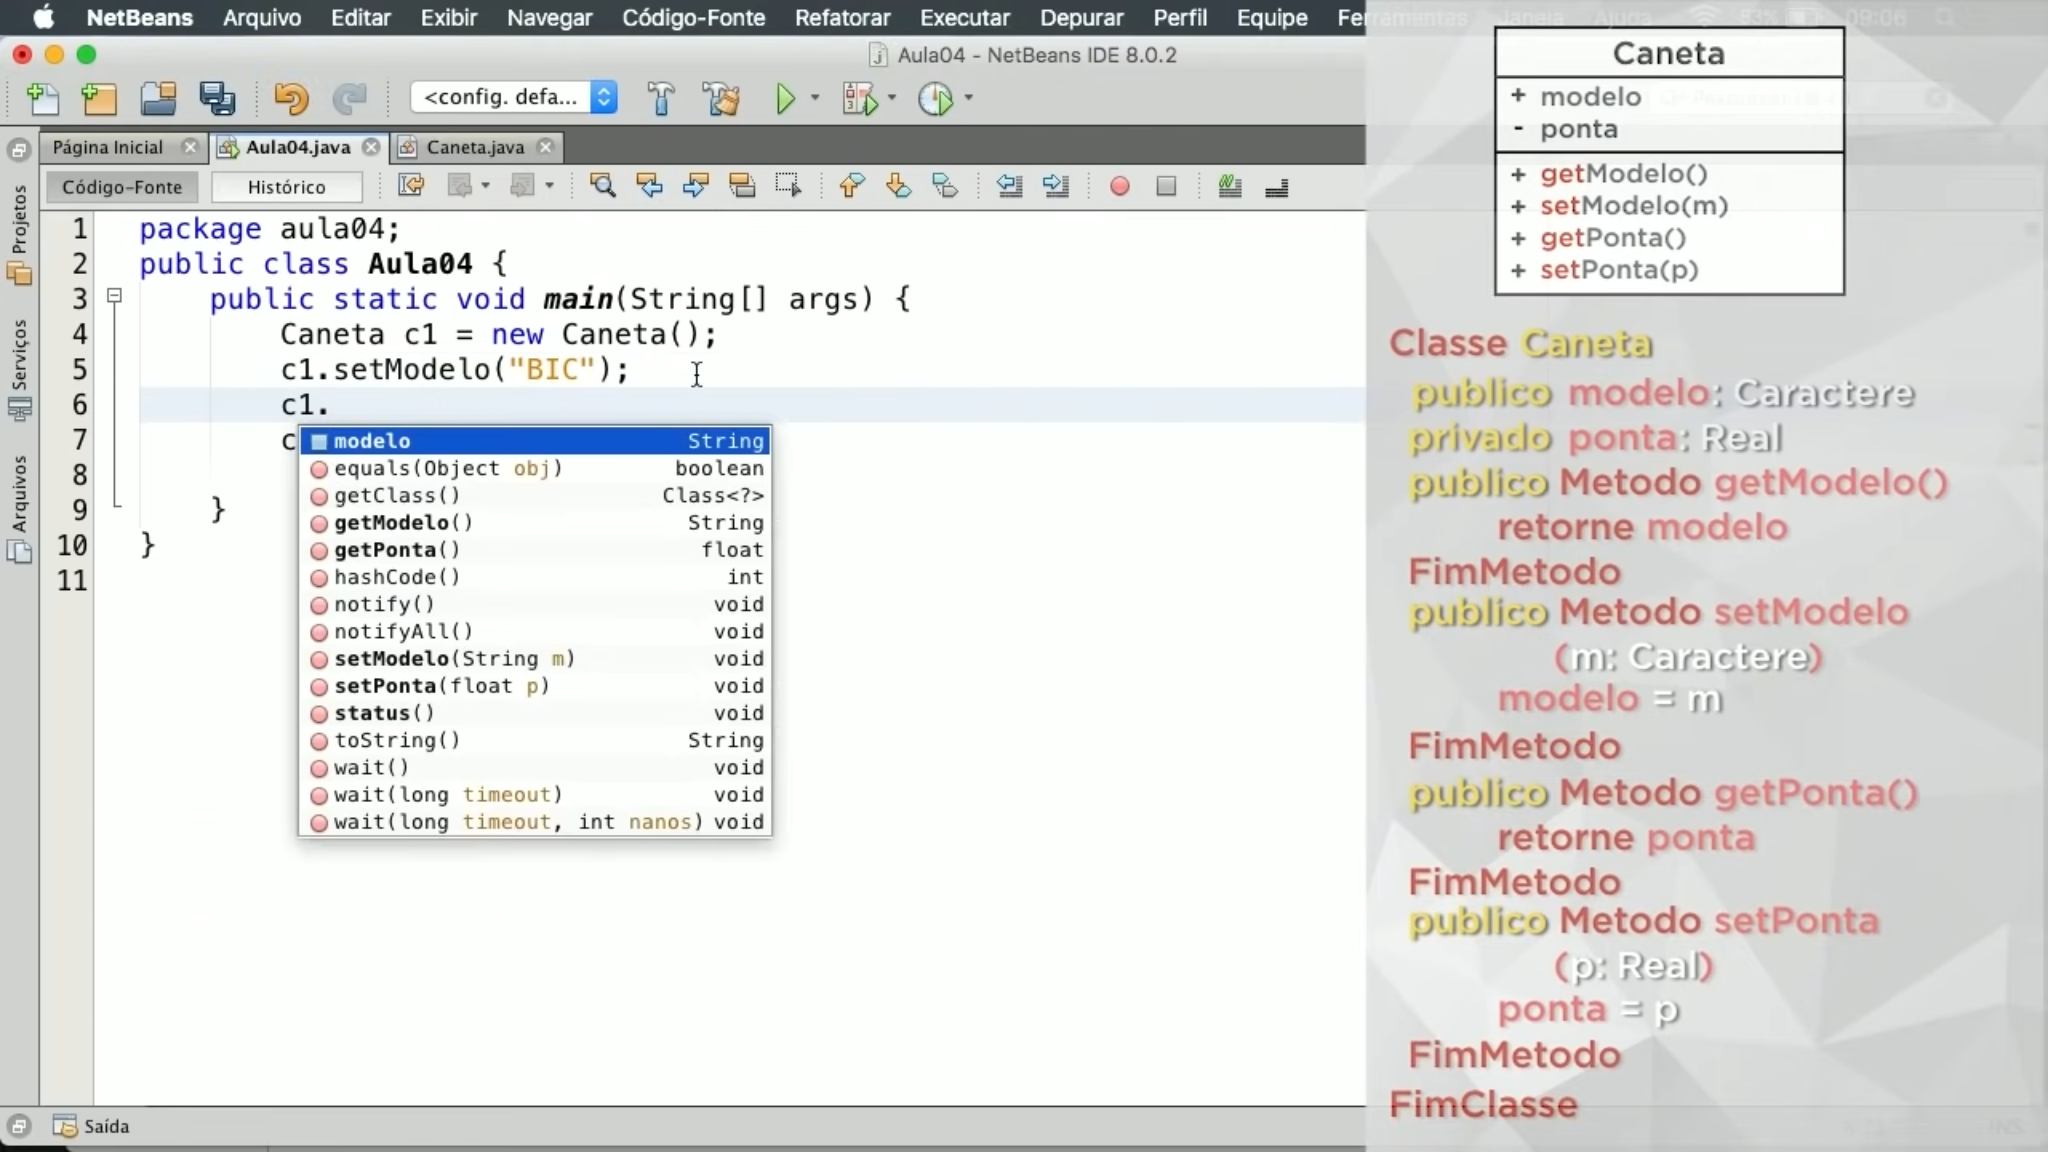 NetBeans Arquivo Editar Exibir Navegar Código-Fonte Refatorar Executar Depurar Perfil Equipe Ferramentas Janela Ajuda 83% 09:06
Aula04 - NetBeans IDE 8.0.2
<config. defa...
Página Inicial Aula04.java Caneta.java
Código-Fonte Histórico
Projetos
Serviços
Arquivos
1 package aula04;
2 public class Aula04 {
3 public static void main(String[] args) {
4 Caneta c1 = new Caneta();
5 c1.setModelo("BIC");
6 c1.
7 c
8
9 }
10 }
11
modelo String
equals(Object obj) boolean
getClass() Class<?>
getModelo() String
getPonta() float
hashCode() int
notify() void
notifyAll() void
setModelo(String m) void
setPonta(float p) void
status() void
toString() String
wait() void
wait(long timeout) void
wait(long timeout, int nanos) void
Saída
Caneta
+ modelo
- ponta
+ getModelo()
+ setModelo(m)
+ getPonta()
+ setPonta(p)
Classe Caneta
publico modelo: Caractere
privado ponta: Real
publico Metodo getModelo()
retorne modelo
FimMetodo
publico Metodo setModelo
(m: Caractere)
modelo = m
FimMetodo
publico Metodo getPonta()
retorne ponta
FimMetodo
publico Metodo setPonta
(p: Real)
ponta = p
FimMetodo
FimClasse